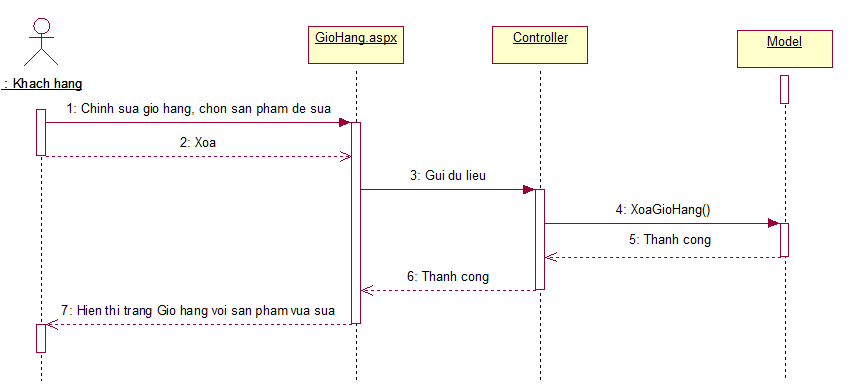 GioHang.aspx
Controller
Model
: Khach hang
1: Chinh sua gio hang, chon san pham de sua
2: Xoa
3: Gui du lieu
4: XoaGioHang()
5: Thanh cong
6: Thanh cong
7: Hien thi trang Gio hang voi san pham vua sua